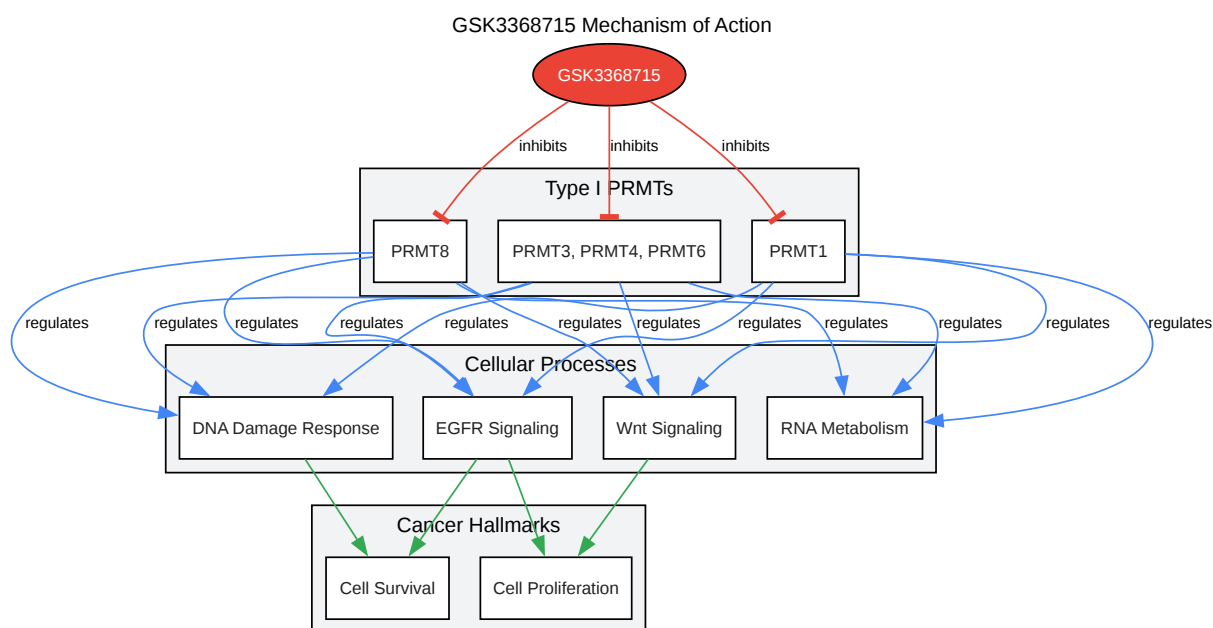 GSK3368715 Mechanism of Action
GSK3368715
inhibits inhibits inhibits
Type I PRMTs
PRMT8 PRMT3, PRMT4, PRMT6 PRMT1
regulates regulates regulates regulates regulates regulates regulates regulates regulates regulates regulates regulates
Cellular Processes
DNA Damage Response EGFR Signaling Wnt Signaling RNA Metabolism
Cancer Hallmarks
Cell Survival Cell Proliferation